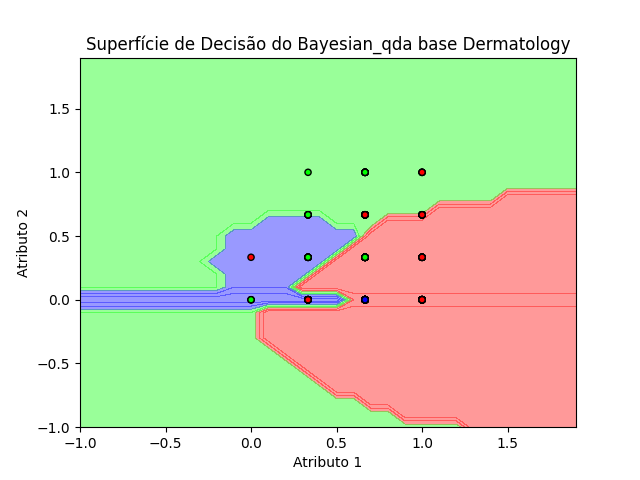 Superfície de Decisão do Bayesian_qda base Dermatology
1.5
1.0
0.5
0.0
−0.5
−1.0
Atributo 2
−1.0 −0.5 0.0 0.5 1.0 1.5
Atributo 1